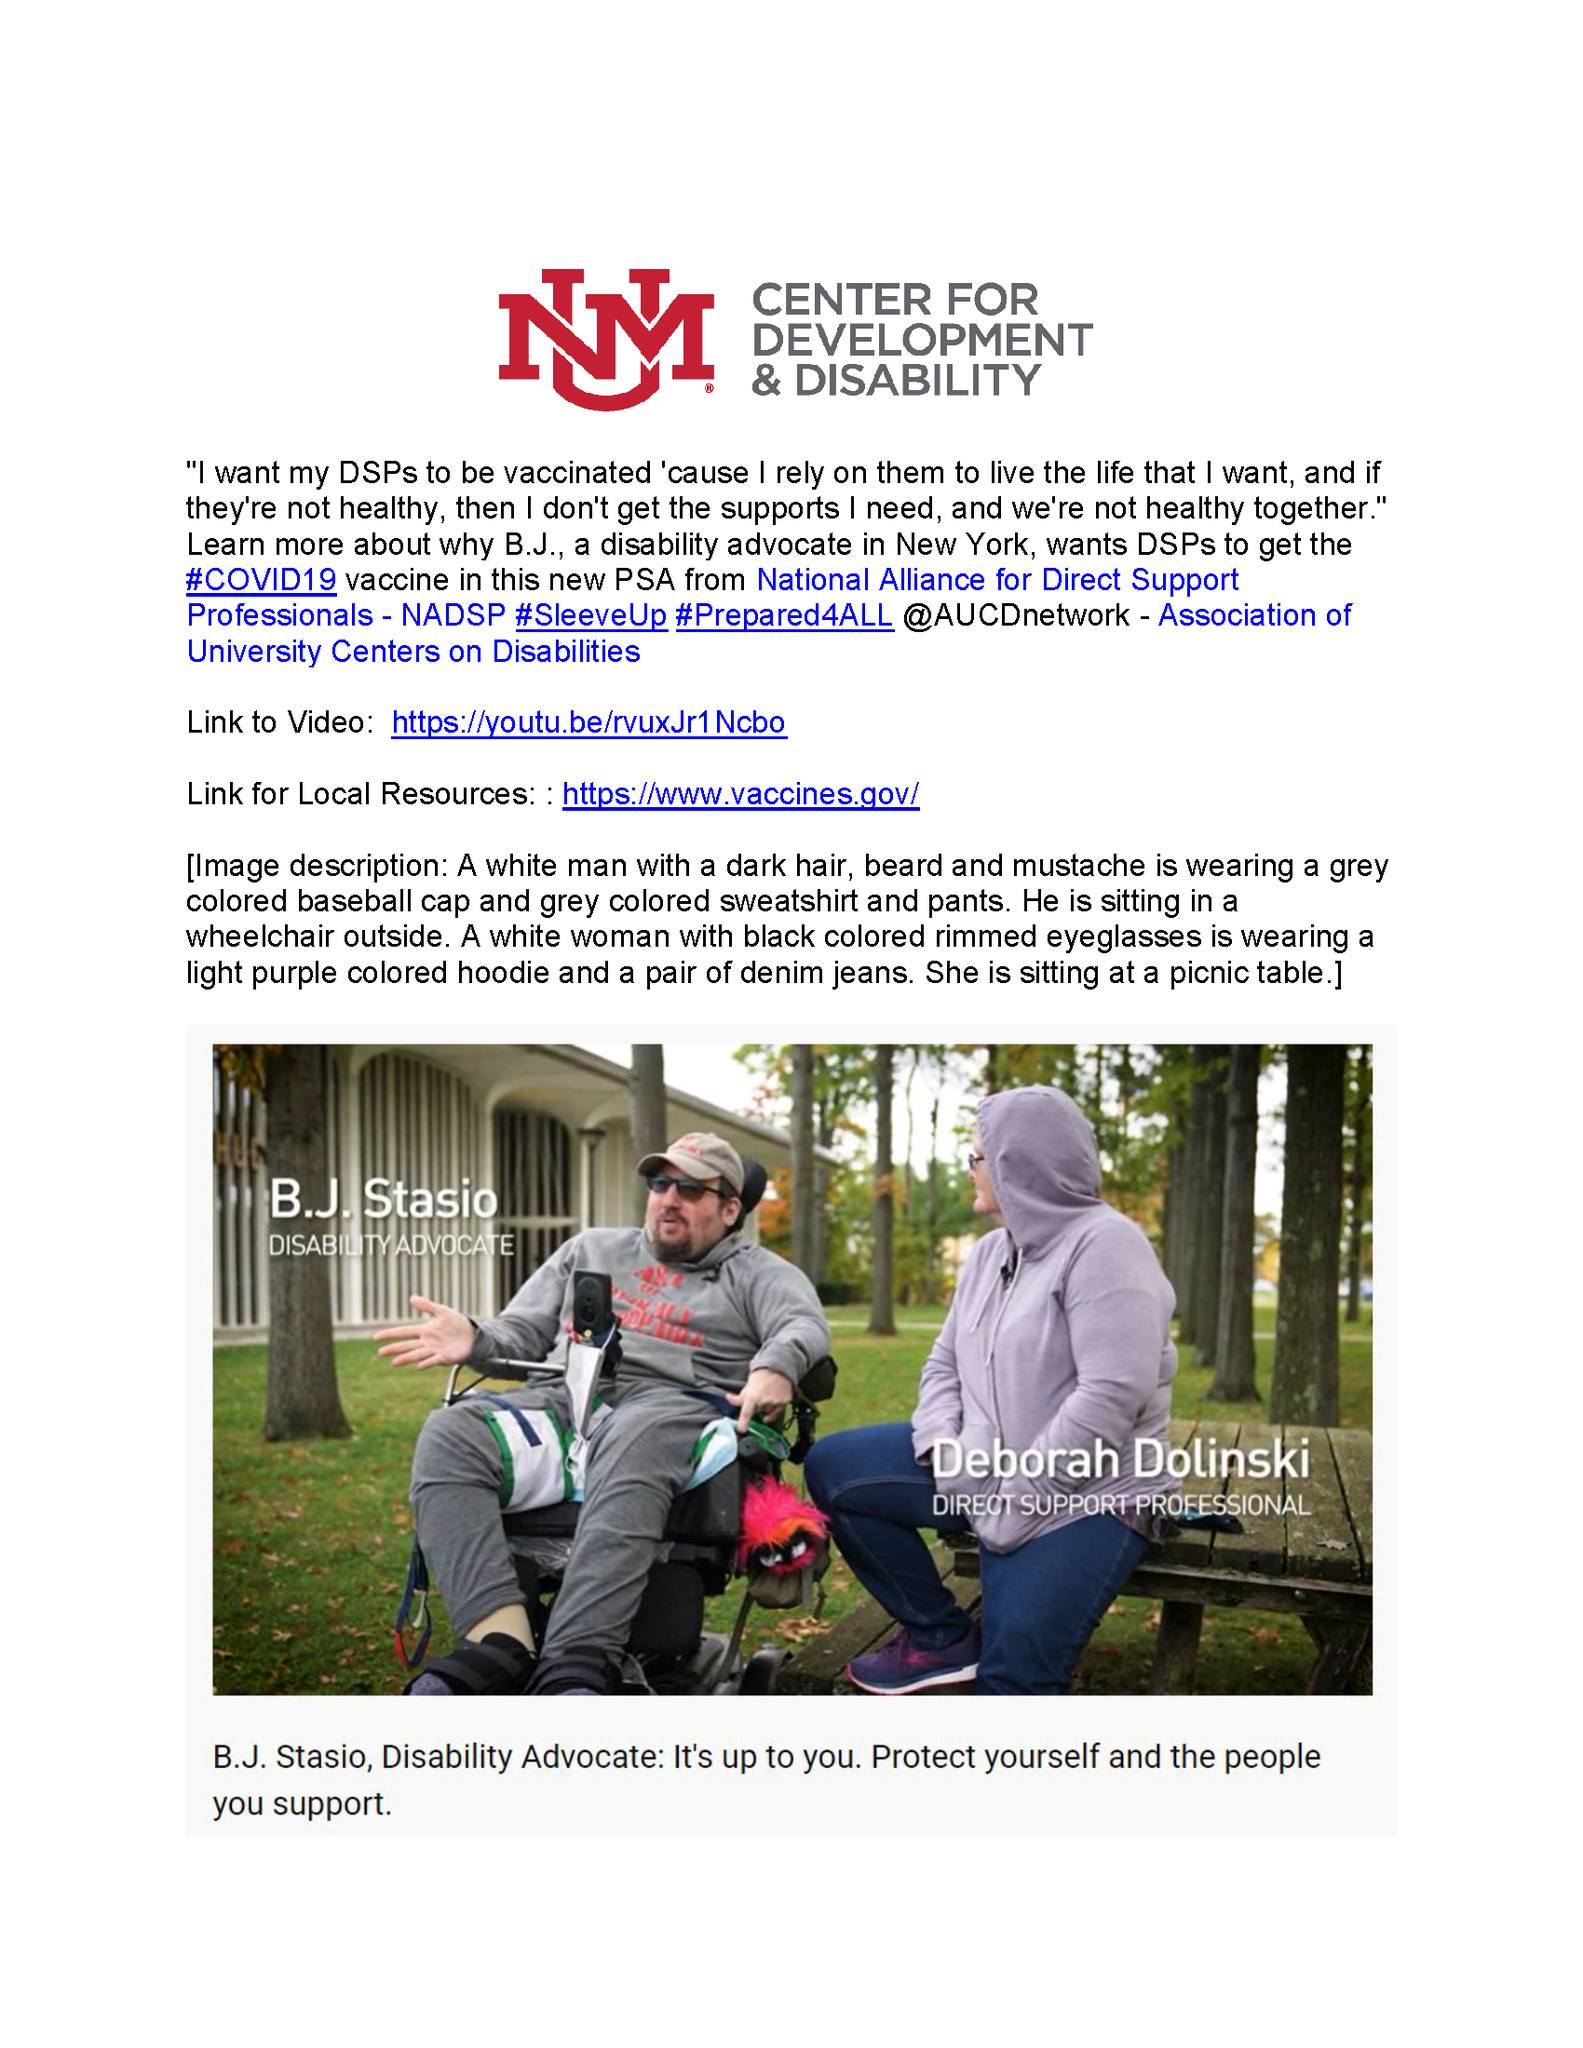 UNM ®
CENTER FOR
DEVELOPMENT
& DISABILITY
"I want my DSPs to be vaccinated 'cause I rely on them to live the life that I want, and if
they're not healthy, then I don't get the supports I need, and we're not healthy together."
Learn more about why B.J., a disability advocate in New York, wants DSPs to get the
#COVID19 vaccine in this new PSA from National Alliance for Direct Support
Professionals - NADSP #SleeveUp #Prepared4ALL @AUCDnetwork - Association of
University Centers on Disabilities
Link to Video:  https://youtu.be/rvuxJr1Ncbo
Link for Local Resources: : https://www.vaccines.gov/
[Image description: A white man with a dark hair, beard and mustache is wearing a grey
colored baseball cap and grey colored sweatshirt and pants. He is sitting in a
wheelchair outside. A white woman with black colored rimmed eyeglasses is wearing a
light purple colored hoodie and a pair of denim jeans. She is sitting at a picnic table.]
B.J. Stasio
DISABILITY ADVOCATE
Deborah Dolinski
DIRECT SUPPORT PROFESSIONAL
B.J. Stasio, Disability Advocate: It's up to you. Protect yourself and the people
you support.